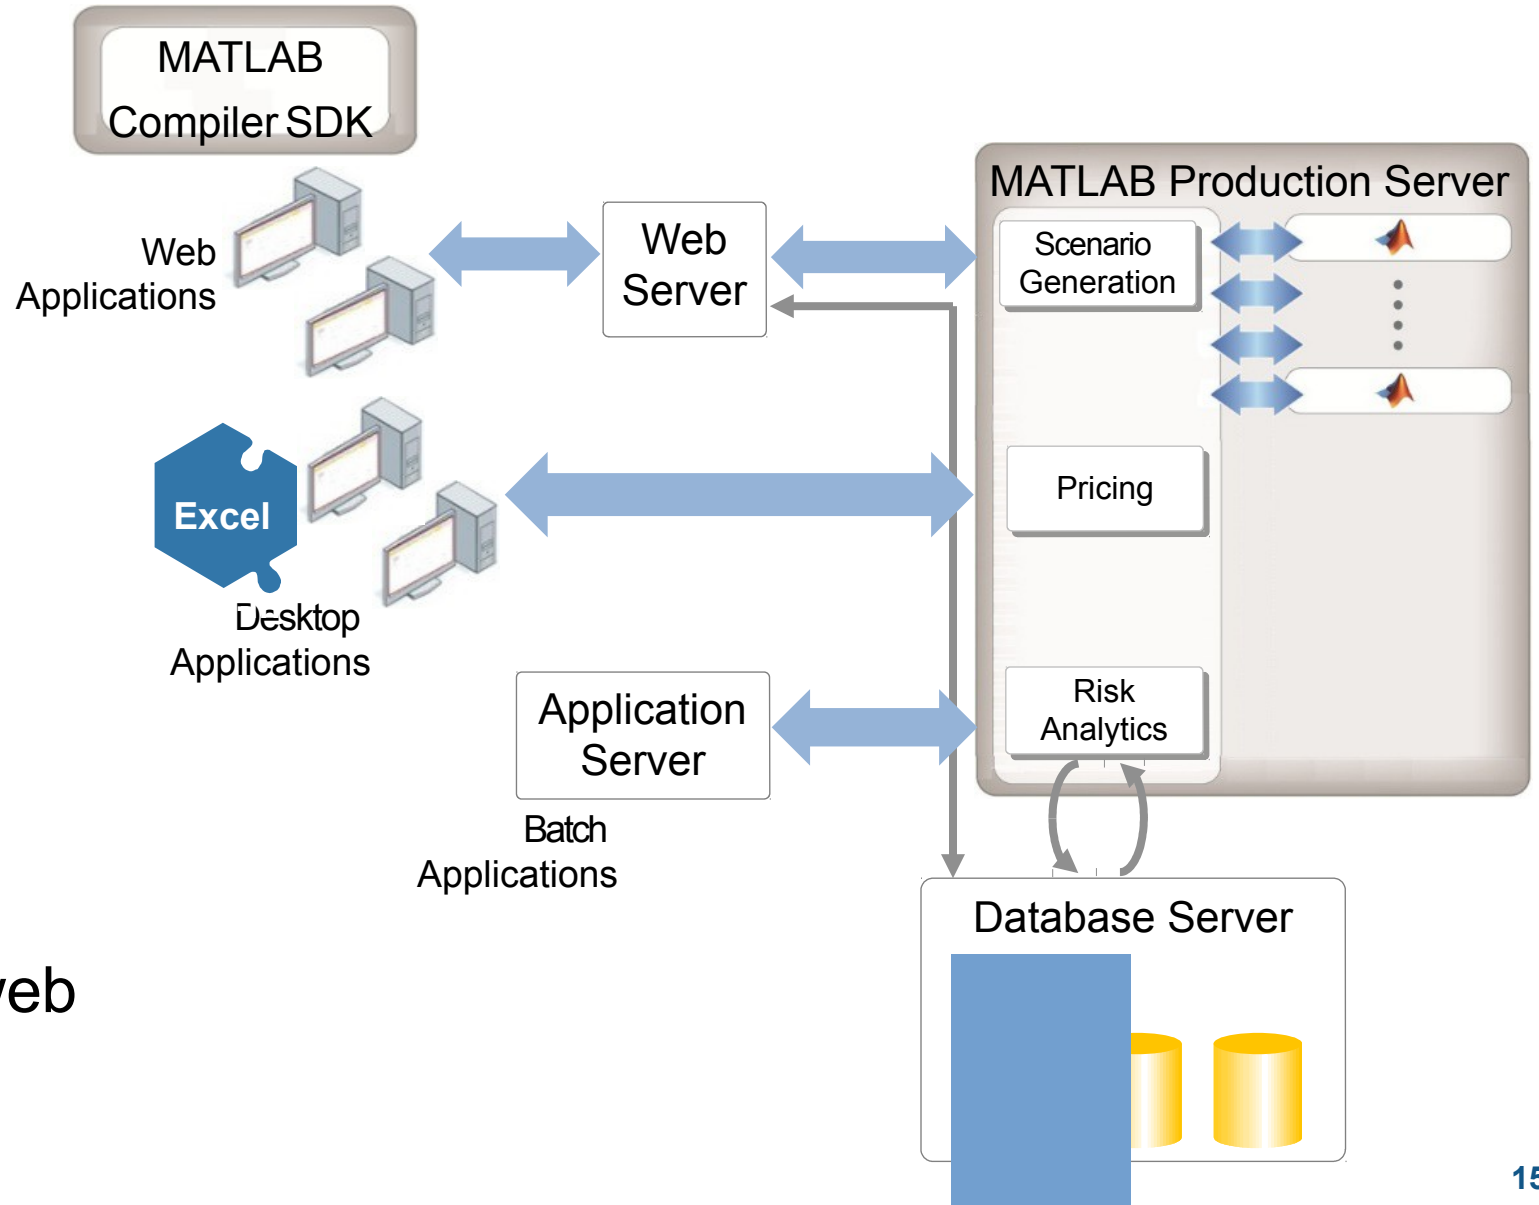 MATLAB
Compiler SDK
MATLAB Production Server
Web
Applications
Web
Server
Scenario
Generation
Excel
Pricing
Desktop
Applications
Application
Server
Risk
Analytics
Batch
Applications
Database Server
web
15